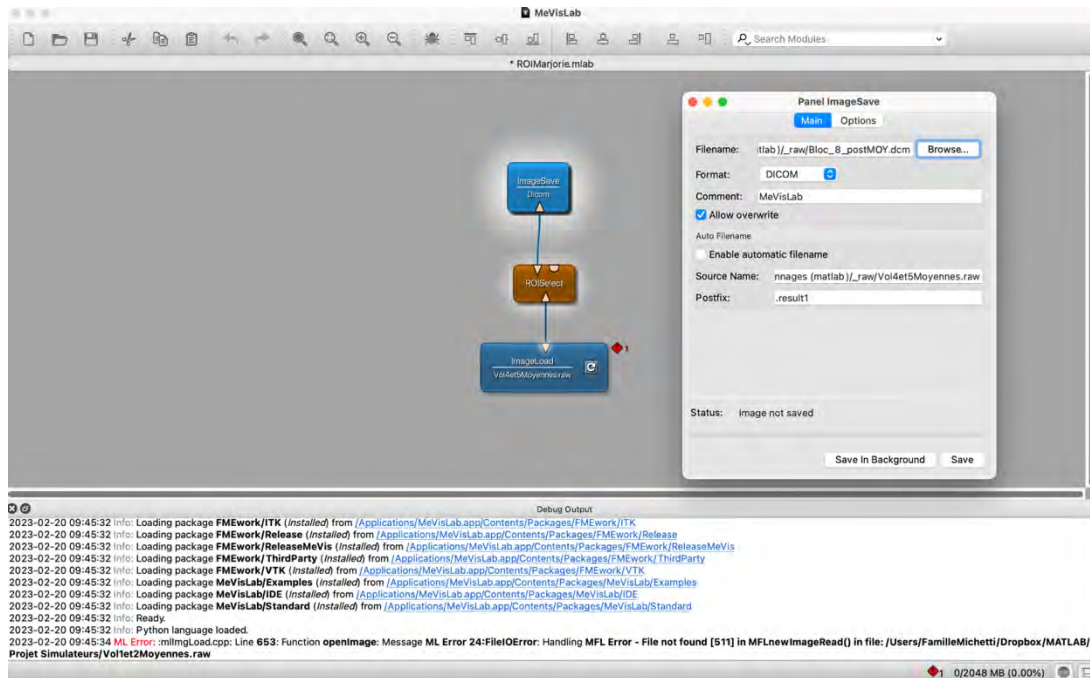 MeVisLab
Search Modules
* ROIMarjorie.mlab
ImageSave
Dicom
ROISelect
ImageLoad
Vol4et5Moyennes.raw
1
Panel ImageSave
Main Options
Filename: tlab)/_raw/Bloc_8_postMOY.dcm Browse...
Format: DICOM
Comment: MeVisLab
Allow overwrite
Auto Filename
Enable automatic filename
Source Name: nnages (matlab)/_raw/Vol4et5Moyennes.raw
Postfix: .result1
Status: Image not saved
Save In Background Save
Debug Output
2023-02-20 09:45:32 Info: Loading package FMEwork/ITK (Installed) from /Applications/MeVisLab.app/Contents/Packages/FMEwork/ITK
2023-02-20 09:45:32 Info: Loading package FMEwork/Release (Installed) from /Applications/MeVisLab.app/Contents/Packages/FMEwork/Release
2023-02-20 09:45:32 Info: Loading package FMEwork/ReleaseMeVis (Installed) from /Applications/MeVisLab.app/Contents/Packages/FMEwork/ReleaseMeVis
2023-02-20 09:45:32 Info: Loading package FMEwork/ThirdParty (Installed) from /Applications/MeVisLab.app/Contents/Packages/FMEwork/ThirdParty
2023-02-20 09:45:32 Info: Loading package FMEwork/VTK (Installed) from /Applications/MeVisLab.app/Contents/Packages/FMEwork/VTK
2023-02-20 09:45:32 Info: Loading package MeVisLab/Examples (Installed) from /Applications/MeVisLab.app/Contents/Packages/MeVisLab/Examples
2023-02-20 09:45:32 Info: Loading package MeVisLab/IDE (Installed) from /Applications/MeVisLab.app/Contents/Packages/MeVisLab/IDE
2023-02-20 09:45:32 Info: Loading package MeVisLab/Standard (Installed) from /Applications/MeVisLab.app/Contents/Packages/MeVisLab/Standard
2023-02-20 09:45:32 Info: Ready.
2023-02-20 09:45:32 Info: Python language loaded.
2023-02-20 09:45:34 ML Error: :mlImgLoad.cpp: Line 653: Function openImage: Message ML Error 24:FileIOError: Handling MFL Error - File not found [511] in MFLnewImageRead() in file: /Users/FamilleMichetti/Dropbox/MATLAB/
Projet Simulateurs/Vol1et2Moyennes.raw
1 0/2048 MB (0.00%)